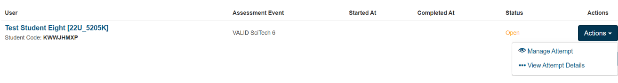 User Assessment Event Started At Completed At Status Actions
Test Student Eight [22U_5205K] VALID SciTech 6 Open Actions
Student Code: KWWJHMXP
Manage Attempt
View Attempt Details